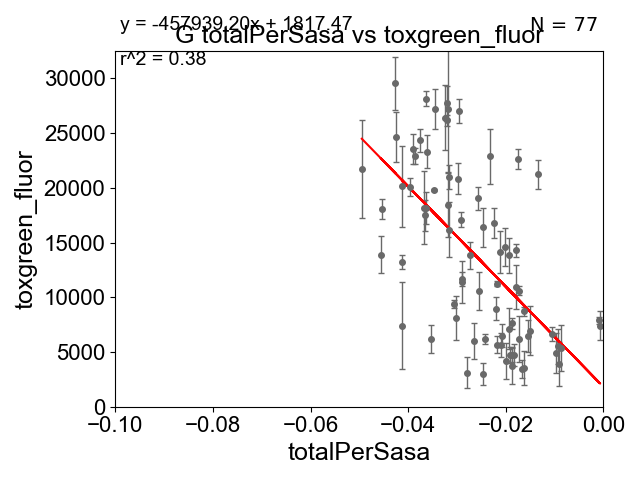 y = -457939.20x + 1817.47
N = 77
G totalPerSasa vs toxgreen_fluor
r^2 = 0.38
30000
25000
20000
15000
10000
5000
0
toxgreen_fluor
−0.10 −0.08 −0.06 −0.04 −0.02 0.00
totalPerSasa